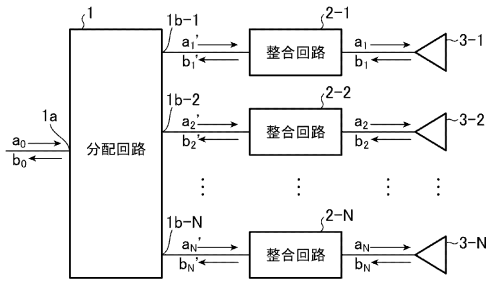 1
1b-1
2-1
a₁'
b₁'
整合回路
a₁
b₁
3-1
1a
1b-2
2-2
a₀
b₀
分配回路
a₂'
b₂'
整合回路
a₂
b₂
3-2
1b-N
2-N
aN'
bN'
整合回路
aN
bN
3-N